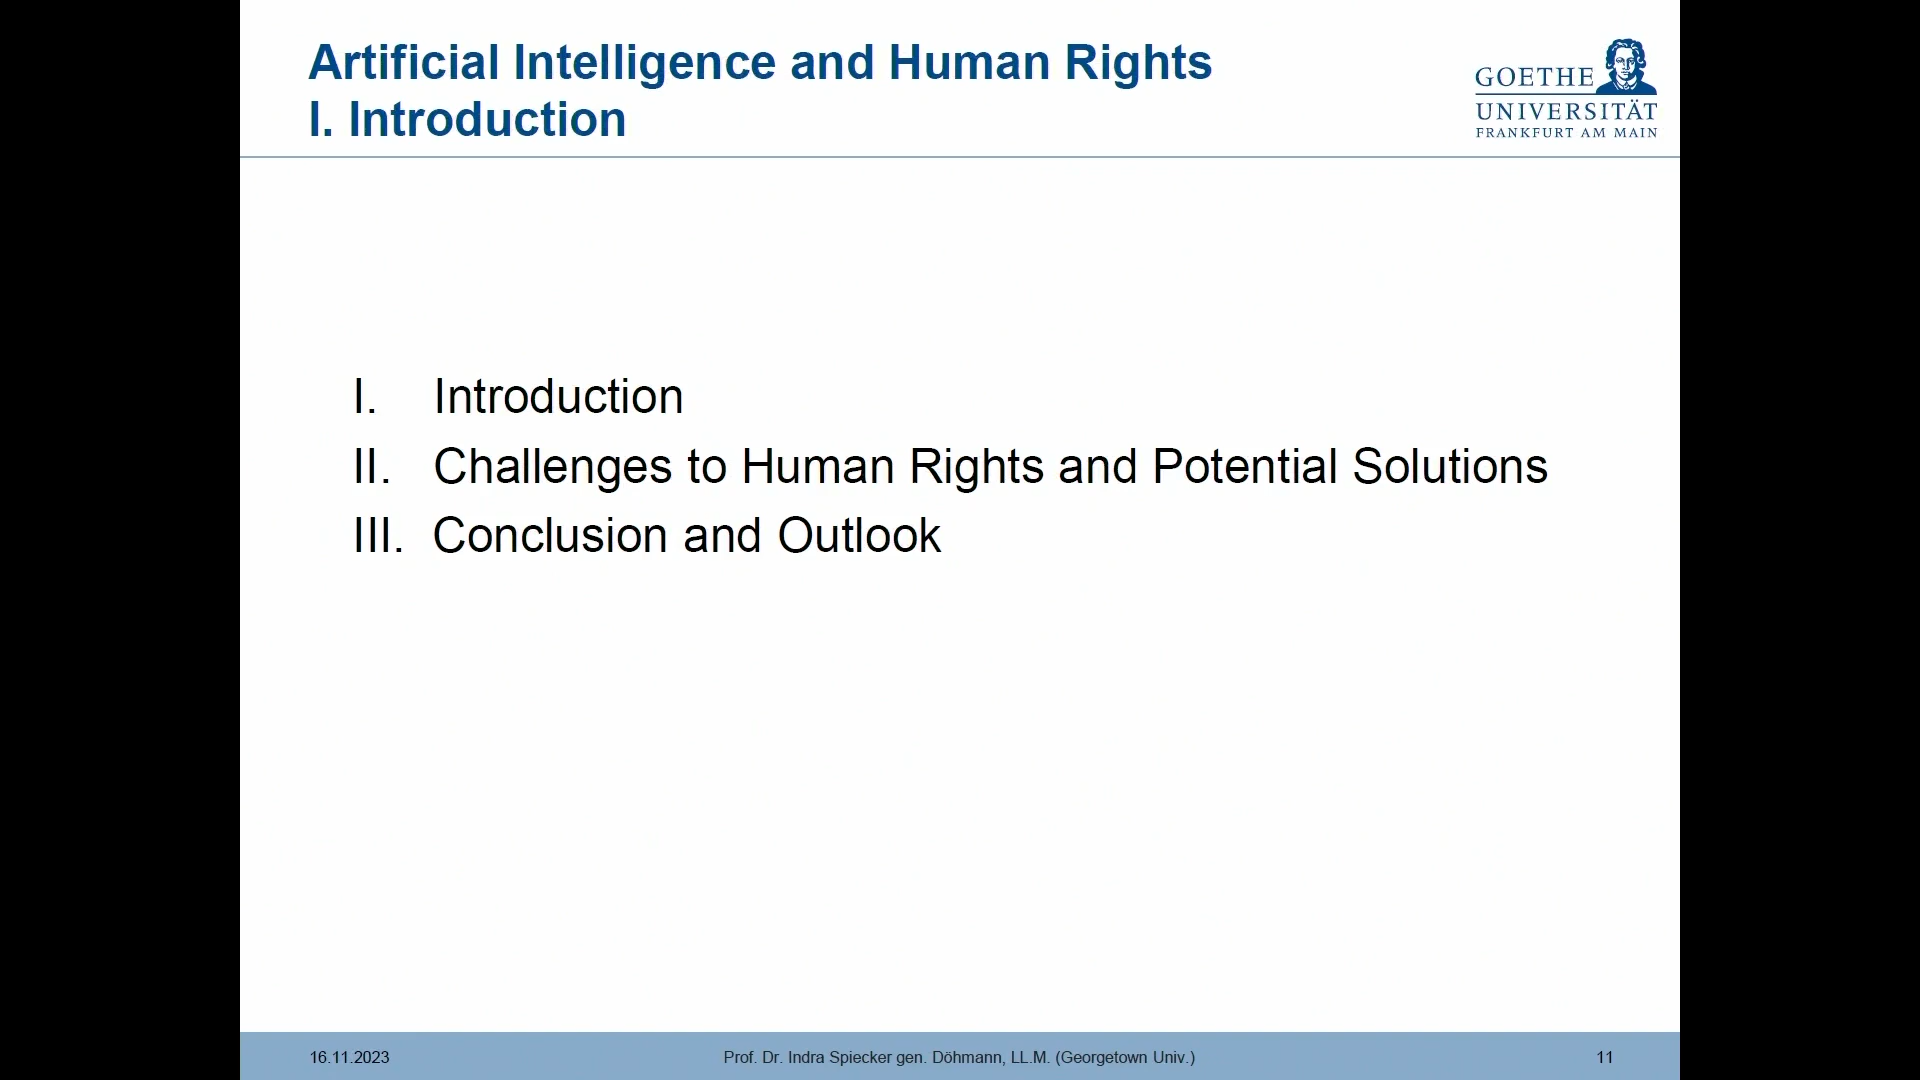 Artificial Intelligence and Human Rights
I. Introduction
GOETHE
UNIVERSITÄT
FRANKFURT AM MAIN
I. Introduction
II. Challenges to Human Rights and Potential Solutions
III. Conclusion and Outlook
16.11.2023
Prof. Dr. Indra Spiecker gen. Döhmann, LL.M. (Georgetown Univ.)
11